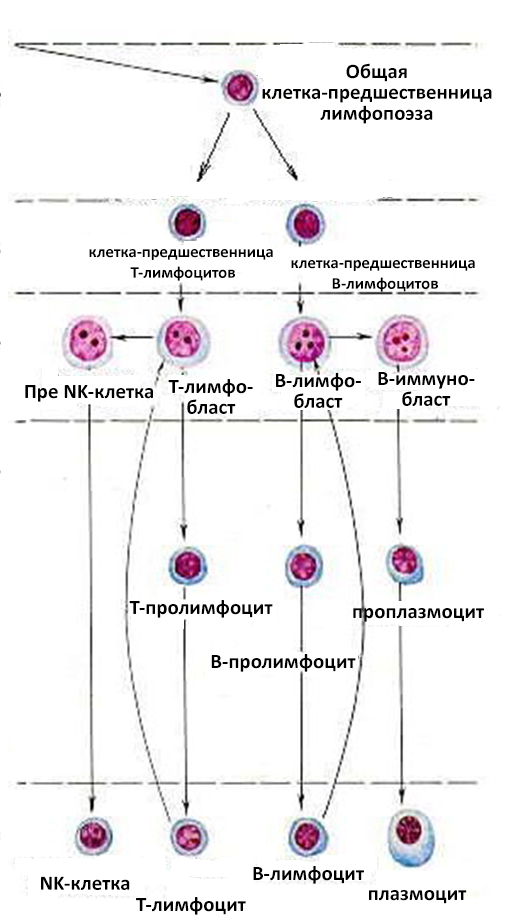 Общая
клетка-предшественница
лимфопоэза
клетка-предшественница
Т-лимфоцитов
клетка-предшественница
В-лимфоцитов
Пре NK-клетка
Т-лимфо-
бласт
В-лимфо-
бласт
В-иммуно-
бласт
Т-пролимфоцит
проплазмоцит
В-пролимфоцит
NK-клетка
Т-лимфоцит
В-лимфоцит
плазмоцит